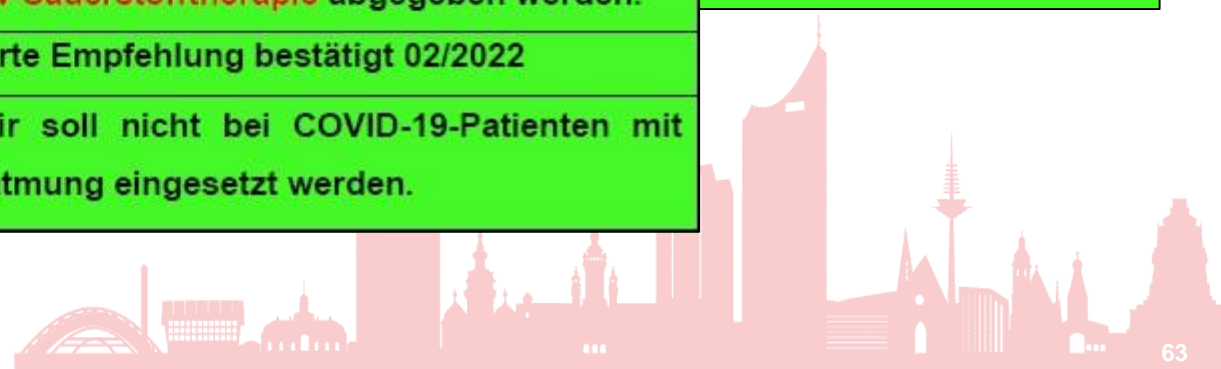 Sauerstofftherapie abgegeben werden.
rte Empfehlung bestätigt 02/2022
ir soll nicht bei COVID-19-Patienten mit
tmung eingesetzt werden.
63